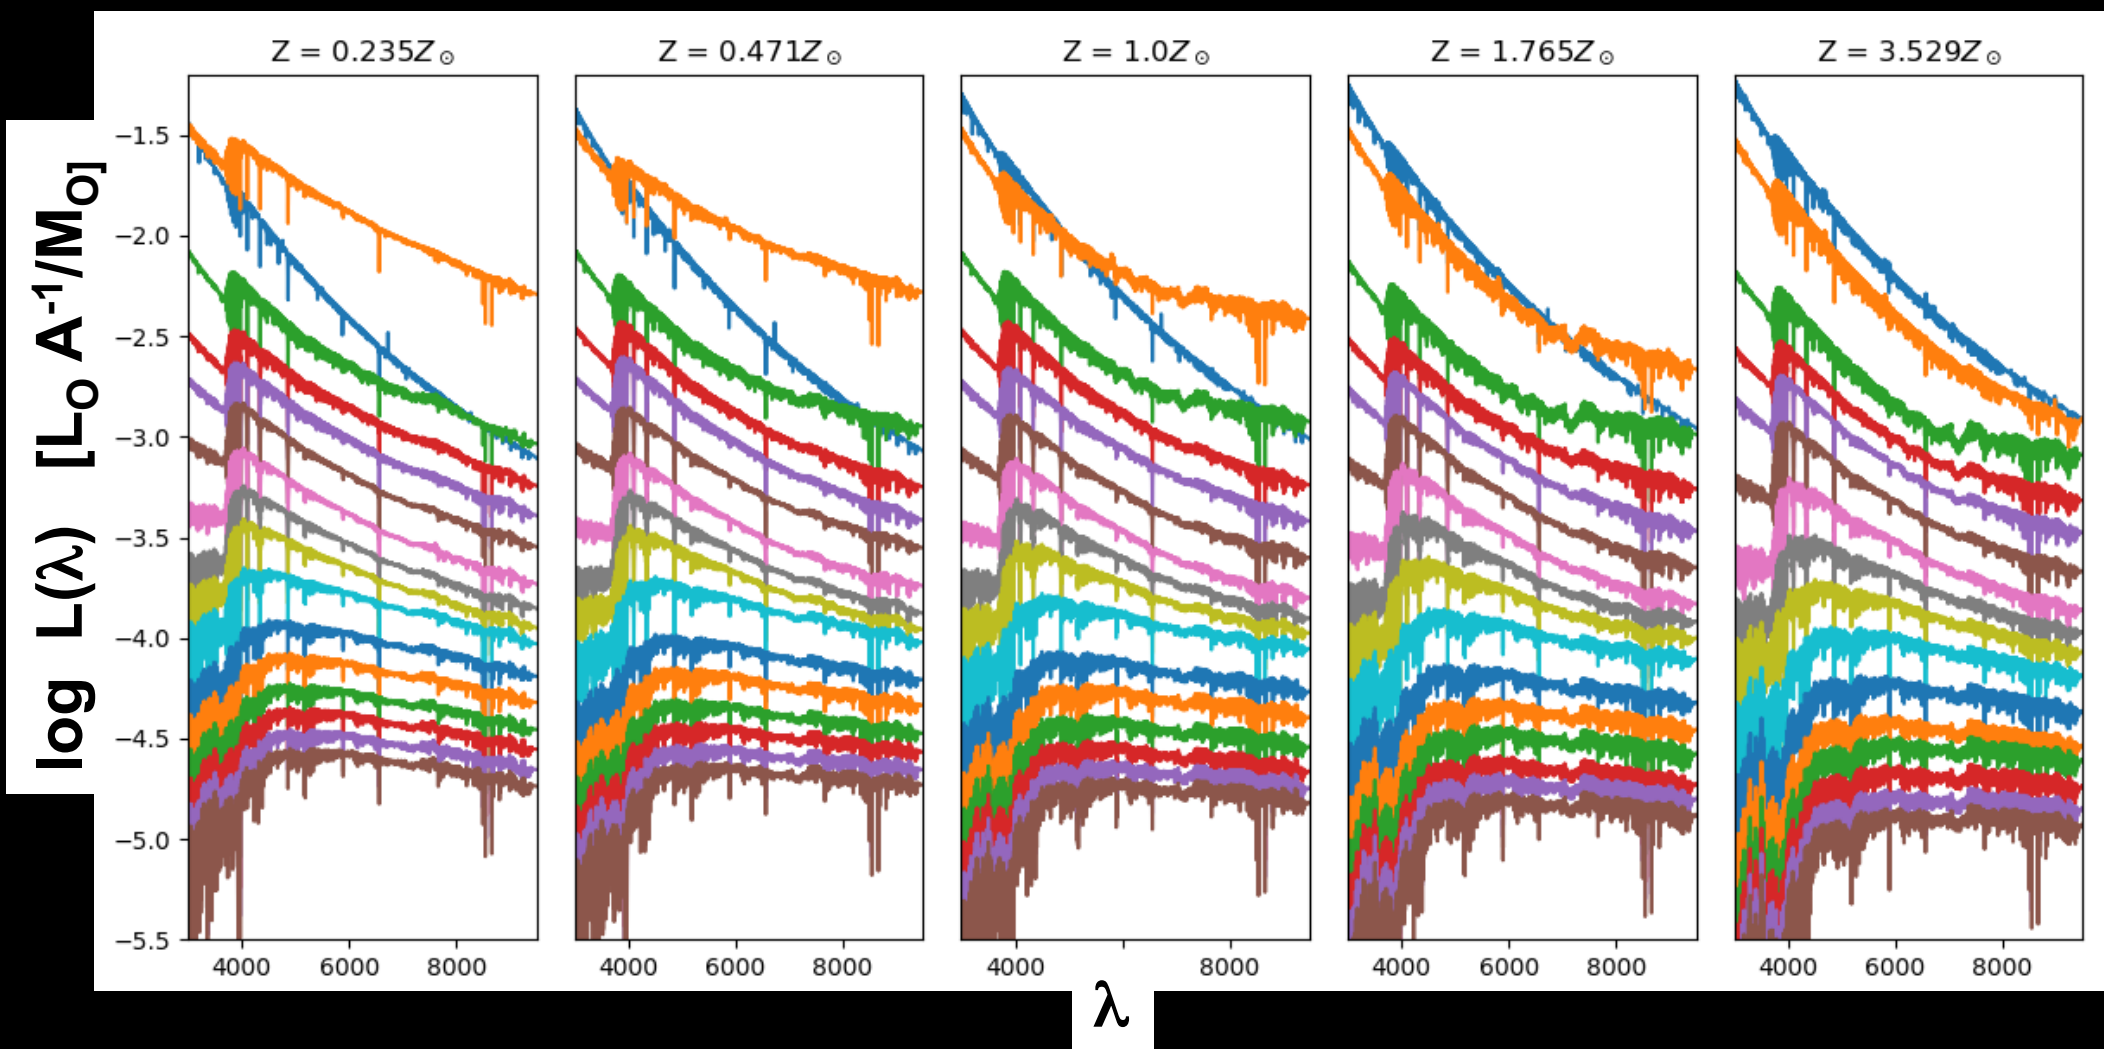 Z = 0.235Z⊙
Z = 0.471Z⊙
Z = 1.0Z⊙
Z = 1.765Z⊙
Z = 3.529Z⊙
log L(λ) [LO A-1/MO]
−1.5
−2.0
−2.5
−3.0
−3.5
−4.0
−4.5
−5.0
−5.5
4000 6000 8000
4000 6000 8000
4000 8000
4000 6000 8000
4000 6000 8000
λ